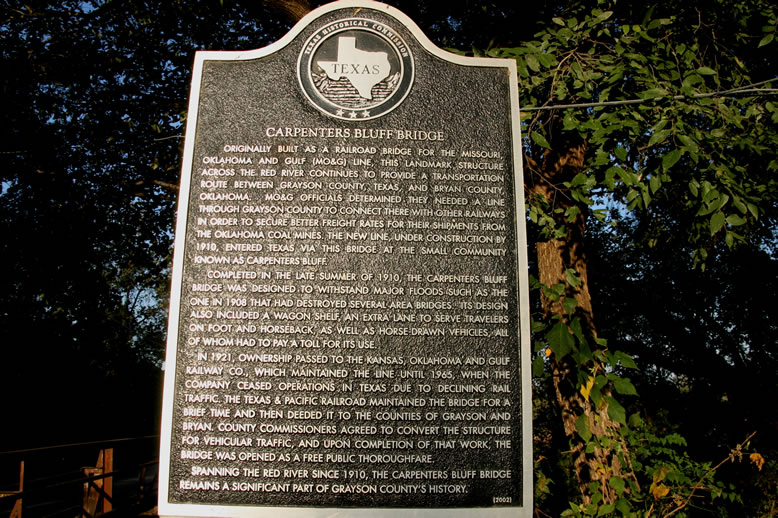 TEXAS HISTORICAL COMMISSION
TEXAS
CARPENTERS BLUFF BRIDGE
ORIGINALLY BUILT AS A RAILROAD BRIDGE FOR THE MISSOURI,
OKLAHOMA AND GULF (MO&G) LINE, THIS LANDMARK STRUCTURE
ACROSS THE RED RIVER CONTINUES TO PROVIDE A TRANSPORTATION
ROUTE BETWEEN GRAYSON COUNTY, TEXAS, AND BRYAN COUNTY,
OKLAHOMA. MO&G OFFICIALS DETERMINED THEY NEEDED A LINE
THROUGH GRAYSON COUNTY TO CONNECT THERE WITH OTHER RAILWAYS
IN ORDER TO SECURE BETTER FREIGHT RATES FOR THEIR SHIPMENTS FROM
THE OKLAHOMA COAL MINES. THE NEW LINE, UNDER CONSTRUCTION BY
1910, ENTERED TEXAS VIA THIS BRIDGE AT THE SMALL COMMUNITY
KNOWN AS CARPENTERS BLUFF.
COMPLETED IN THE LATE SUMMER OF 1910, THE CARPENTERS BLUFF
BRIDGE WAS DESIGNED TO WITHSTAND MAJOR FLOODS SUCH AS THE
ONE IN 1908 THAT HAD DESTROYED SEVERAL AREA BRIDGES. ITS DESIGN
ALSO INCLUDED A WAGON SHELF, AN EXTRA LANE TO SERVE TRAVELERS
ON FOOT AND HORSEBACK, AS WELL AS HORSE-DRAWN VEHICLES, ALL
OF WHOM HAD TO PAY A TOLL FOR ITS USE.
IN 1921, OWNERSHIP PASSED TO THE KANSAS, OKLAHOMA AND GULF
RAILWAY CO., WHICH MAINTAINED THE LINE UNTIL 1965, WHEN THE
COMPANY CEASED OPERATIONS IN TEXAS DUE TO DECLINING RAIL
TRAFFIC. THE TEXAS & PACIFIC RAILROAD MAINTAINED THE BRIDGE FOR A
BRIEF TIME AND THEN DEEDED IT TO THE COUNTIES OF GRAYSON AND
BRYAN. COUNTY COMMISSIONERS AGREED TO CONVERT THE STRUCTURE
FOR VEHICULAR TRAFFIC, AND UPON COMPLETION OF THAT WORK, THE
BRIDGE WAS OPENED AS A FREE PUBLIC THOROUGHFARE.
SPANNING THE RED RIVER SINCE 1910, THE CARPENTERS BLUFF BRIDGE
REMAINS A SIGNIFICANT PART OF GRAYSON COUNTY'S HISTORY.
(2002)